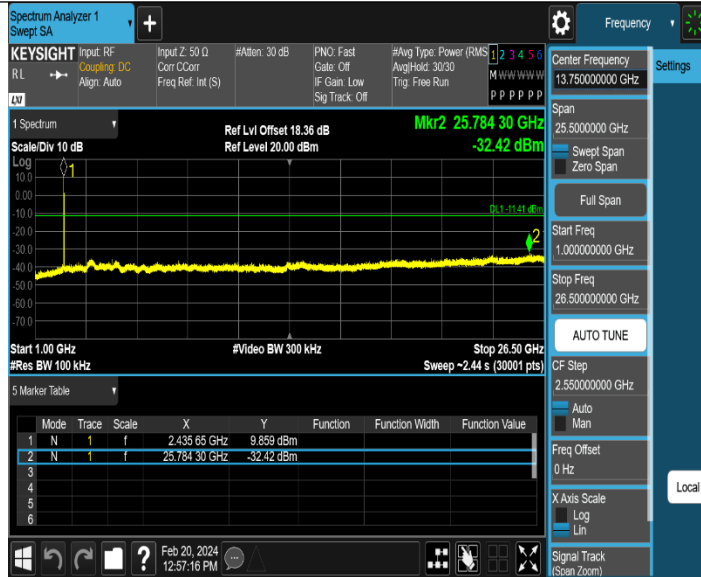 Spectrum Analyzer 1
Swept SA
Frequency
KEYSIGHT
RL
LXI
Input: RF
Coupling: DC
Align: Auto
Input Z: 50 Ω
Corr CCorr
Freq Ref: Int (S)
#Atten: 30 dB
PNO: Fast
Gate: Off
IF Gain: Low
Sig Track: Off
#Avg Type: Power (RMS
Avg|Hold: 30/30
Trig: Free Run
1 2 3 4 5 6
M W W W W W
P P P P P P
Settings
Center Frequency
13.750000000 GHz
Span
25.5000000 GHz
Swept Span
Zero Span
Full Span
Start Freq
1.000000000 GHz
Stop Freq
26.500000000 GHz
AUTO TUNE
CF Step
2.550000000 GHz
Auto
Man
Freq Offset
0 Hz
X Axis Scale
Log
Lin
Signal Track
(Span Zoom)
Local
1 Spectrum
Scale/Div 10 dB
Ref Lvl Offset 18.36 dB
Ref Level 20.00 dBm
Mkr2 25.784 30 GHz
-32.42 dBm
Log
10.0
0.00
-10.0
-20.0
-30.0
-40.0
-50.0
-60.0
-70.0
1
DL1 -11.41 dBm
2
Start 1.00 GHz
#Res BW 100 kHz
#Video BW 300 kHz
Stop 26.50 GHz
Sweep ~2.44 s (30001 pts)
5 Marker Table
Mode Trace Scale X Y Function Function Width Function Value
1 N 1 f 2.435 65 GHz 9.859 dBm
2 N 1 f 25.784 30 GHz -32.42 dBm
3
4
5
6
?
Feb 20, 2024
12:57:16 PM